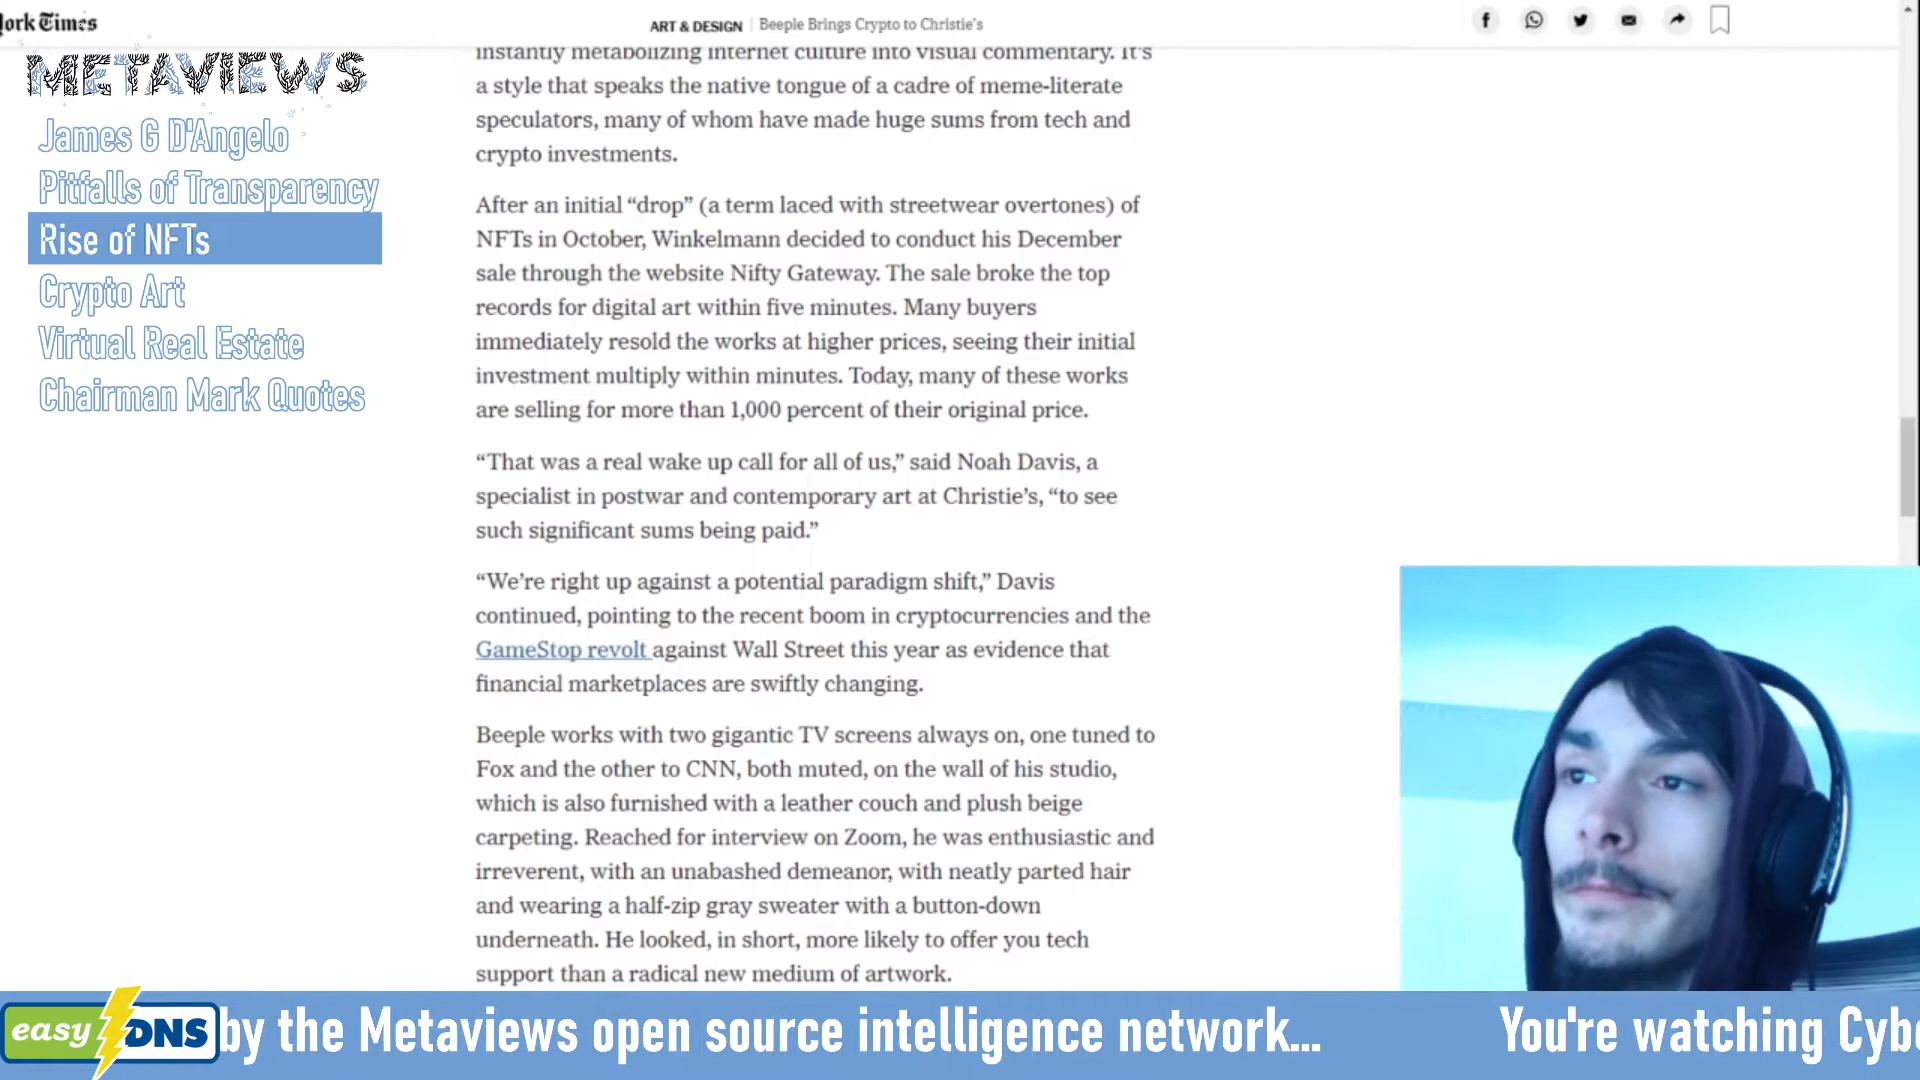 ork Times
ART & DESIGN | Beeple Brings Crypto to Christie's
METAVIEWS
James G D'Angelo
Pitfalls of Transparency
Rise of NFTs
Crypto Art
Virtual Real Estate
Chairman Mark Quotes
instantly metabolizing internet culture into visual commentary. It's
a style that speaks the native tongue of a cadre of meme-literate
speculators, many of whom have made huge sums from tech and
crypto investments.
After an initial “drop” (a term laced with streetwear overtones) of
NFTs in October, Winkelmann decided to conduct his December
sale through the website Nifty Gateway. The sale broke the top
records for digital art within five minutes. Many buyers
immediately resold the works at higher prices, seeing their initial
investment multiply within minutes. Today, many of these works
are selling for more than 1,000 percent of their original price.
“That was a real wake up call for all of us,” said Noah Davis, a
specialist in postwar and contemporary art at Christie’s, “to see
such significant sums being paid.”
“We’re right up against a potential paradigm shift,” Davis
continued, pointing to the recent boom in cryptocurrencies and the
GameStop revolt against Wall Street this year as evidence that
financial marketplaces are swiftly changing.
Beeple works with two gigantic TV screens always on, one tuned to
Fox and the other to CNN, both muted, on the wall of his studio,
which is also furnished with a leather couch and plush beige
carpeting. Reached for interview on Zoom, he was enthusiastic and
irreverent, with an unabashed demeanor, with neatly parted hair
and wearing a half-zip gray sweater with a button-down
underneath. He looked, in short, more likely to offer you tech
support than a radical new medium of artwork.
easyDNS
by the Metaviews open source intelligence network... You're watching Cybe